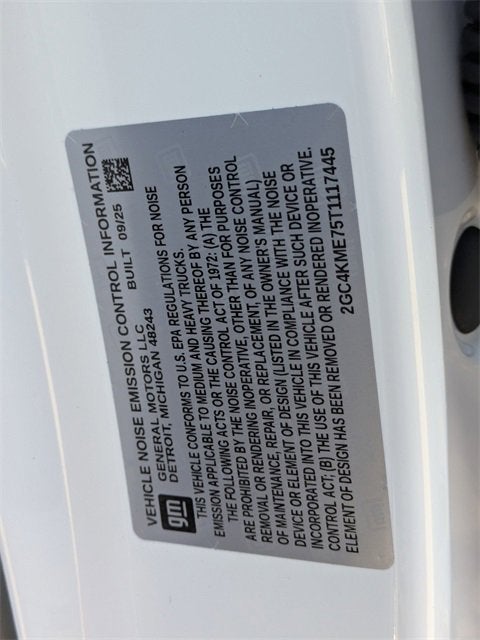 VEHICLE NOISE EMISSION CONTROL INFORMATION
GENERAL MOTORS LLC BUILT 09/25
DETROIT, MICHIGAN 48243
gm
THIS VEHICLE CONFORMS TO U.S. EPA REGULATIONS FOR NOISE
EMISSION APPLICABLE TO MEDIUM AND HEAVY TRUCKS.
THE FOLLOWING ACTS OR THE CAUSING THEREOF BY ANY PERSON
ARE PROHIBITED BY THE NOISE CONTROL ACT OF 1972: (A) THE
REMOVAL OR RENDERING INOPERATIVE, OTHER THAN FOR PURPOSES
OF MAINTENANCE, REPAIR, OR REPLACEMENT, OF ANY NOISE CONTROL
DEVICE OR ELEMENT OF DESIGN (LISTED IN THE OWNER'S MANUAL)
INCORPORATED INTO THIS VEHICLE IN COMPLIANCE WITH THE NOISE
CONTROL ACT; (B) THE USE OF THIS VEHICLE AFTER SUCH DEVICE OR
ELEMENT OF DESIGN HAS BEEN REMOVED OR RENDERED INOPERATIVE.
2GC4KME75T1117445